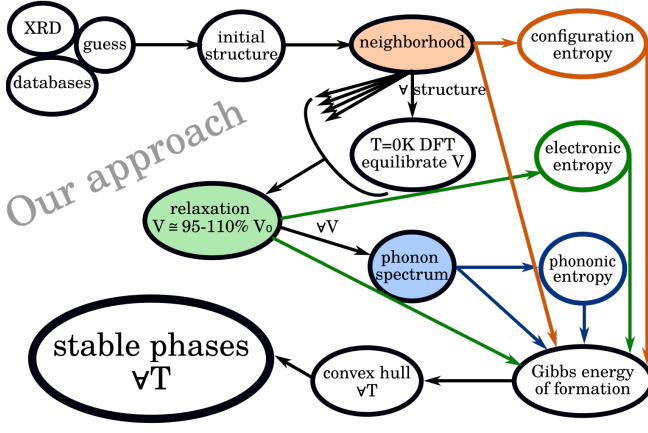 XRD
guess
databases
initial
structure
neighborhood
configuration
entropy
∀ structure
T=0K DFT
equilibrate V
electronic
entropy
Our approach
relaxation
V ≅ 95-110% V₀
∀V
phonon
spectrum
phononic
entropy
stable phases
∀T
convex hull
∀T
Gibbs energy
of formation